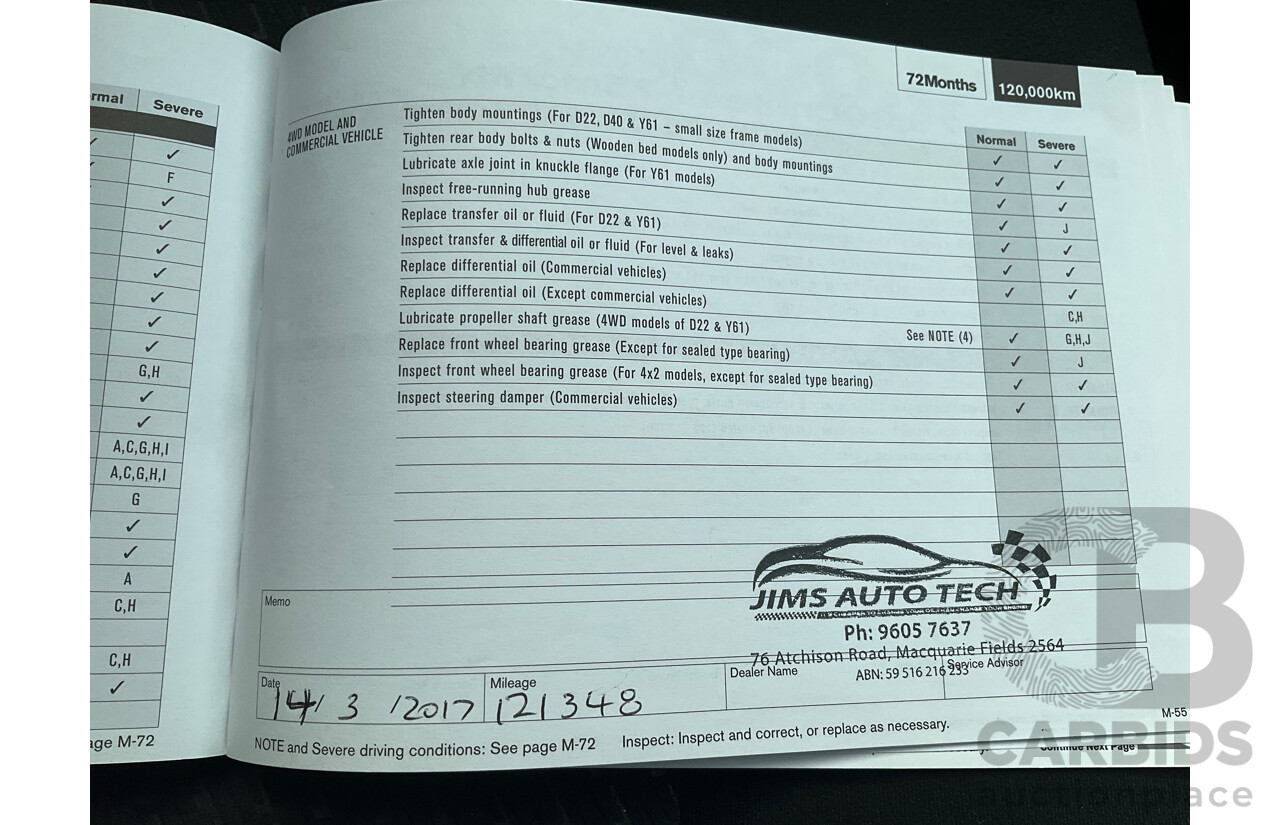 rmal Severe
✓
F
✓
✓
✓
✓
✓
✓
✓
G,H
✓
✓
A,C,G,H,I
A,C,G,H,I
G
✓
✓
A
C,H
C,H
✓
age M-72
72Months 120,000km
4WD MODEL AND
COMMERCIAL VEHICLE
Normal Severe
Tighten body mountings (For D22, D40 & Y61 – small size frame models) ✓ ✓
Tighten rear body bolts & nuts (Wooden bed models only) and body mountings ✓ ✓
Lubricate axle joint in knuckle flange (For Y61 models) ✓ ✓
Inspect free-running hub grease ✓ J
Replace transfer oil or fluid (For D22 & Y61) ✓ ✓
Inspect transfer & differential oil or fluid (For level & leaks) ✓ ✓
Replace differential oil (Commercial vehicles) ✓ ✓
Replace differential oil (Except commercial vehicles) C,H
Lubricate propeller shaft grease (4WD models of D22 & Y61) See NOTE (4) ✓ G,H,J
Replace front wheel bearing grease (Except for sealed type bearing) ✓ J
Inspect front wheel bearing grease (For 4x2 models, except for sealed type bearing) ✓ ✓
Inspect steering damper (Commercial vehicles) ✓ ✓
Memo
JIMS AUTO TECH
Ph: 9605 7637
76 Atchison Road, Macquarie Fields 2564
ABN: 59 516 216 233
Date 14/ 3 /2017
Mileage 121348
Dealer Name
Service Advisor
NOTE and Severe driving conditions: See page M-72 Inspect: Inspect and correct, or replace as necessary.
M-55
Continue Next Page
CARBIDS
auctionplace